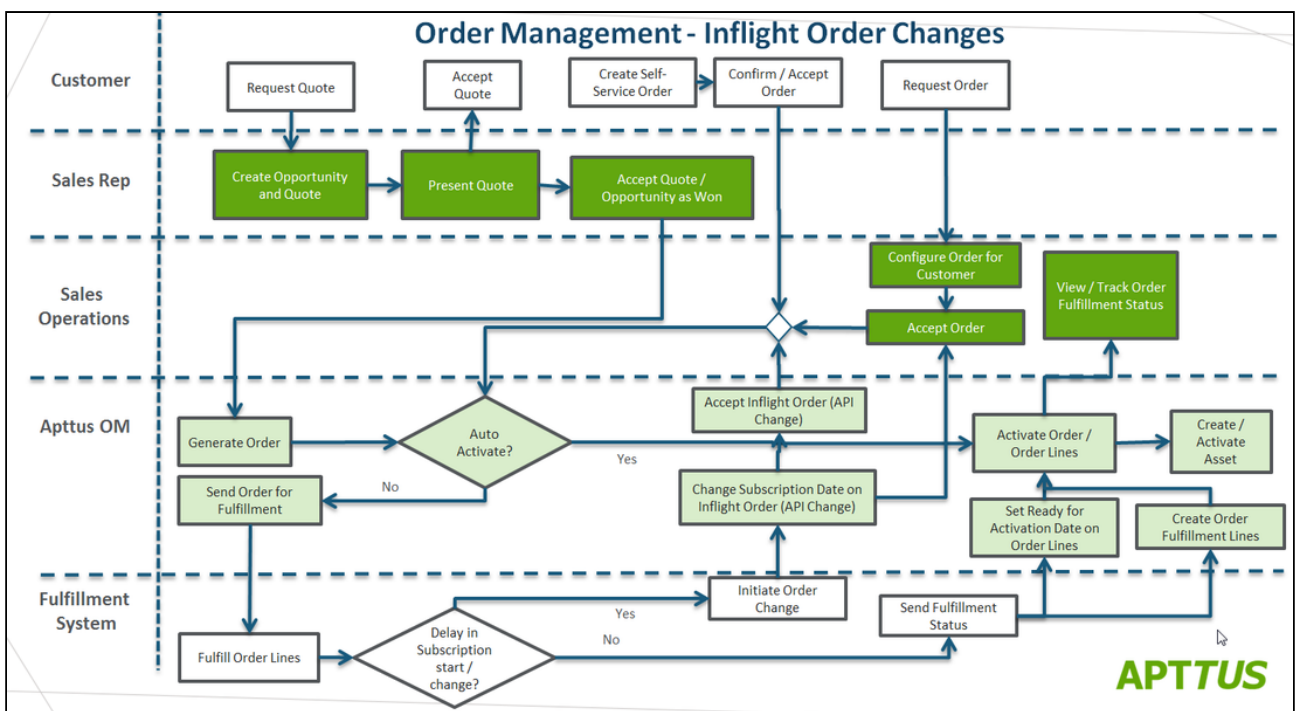 Order Management - Inflight Order Changes
Customer
Request Quote
Accept
Quote
Create Self-
Service Order
Confirm / Accept
Order
Request Order
Sales Rep
Create Opportunity
and Quote
Present Quote
Accept Quote /
Opportunity as Won
Sales
Operations
Configure Order for
Customer
Accept Order
View / Track Order
Fulfillment Status
Apttus OM
Generate Order
Auto
Activate?
Yes
No
Accept Inflight Order (API
Change)
Activate Order /
Order Lines
Create /
Activate
Asset
Send Order for
Fulfillment
Change Subscription Date on
Inflight Order (API Change)
Set Ready for
Activation Date on
Order Lines
Create Order
Fulfillment Lines
Fulfillment
System
Fulfill Order Lines
Delay in
Subscription
start /
change?
Yes
No
Initiate Order
Change
Send Fulfillment
Status
APTTUS